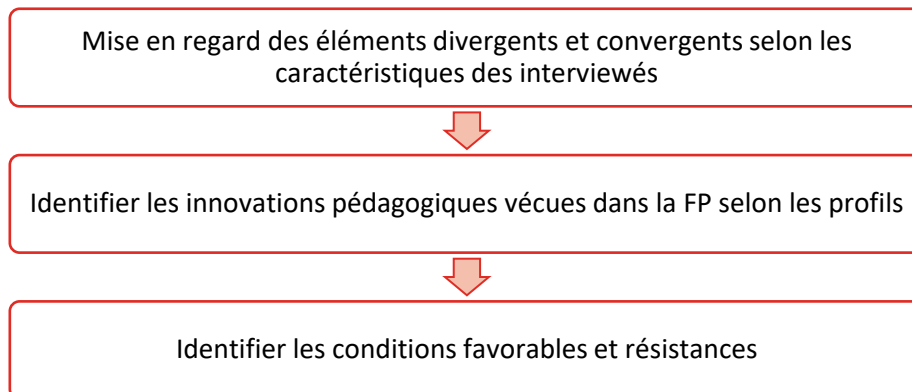 Mise en regard des éléments divergents et convergents selon les
caractéristiques des interviewés
Identifier les innovations pédagogiques vécues dans la FP selon les profils
Identifier les conditions favorables et résistances